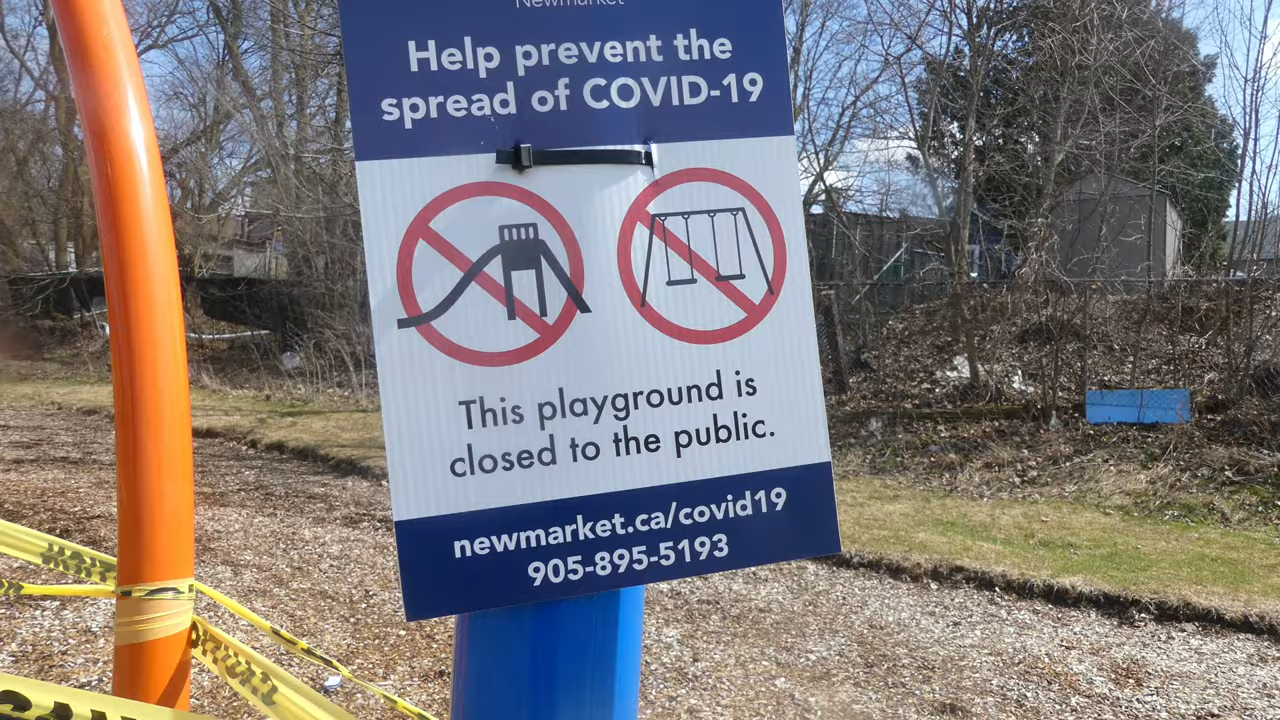 Newmarket
Help prevent the
spread of COVID-19
This playground is
closed to the public.
newmarket.ca/covid19
905-895-5193